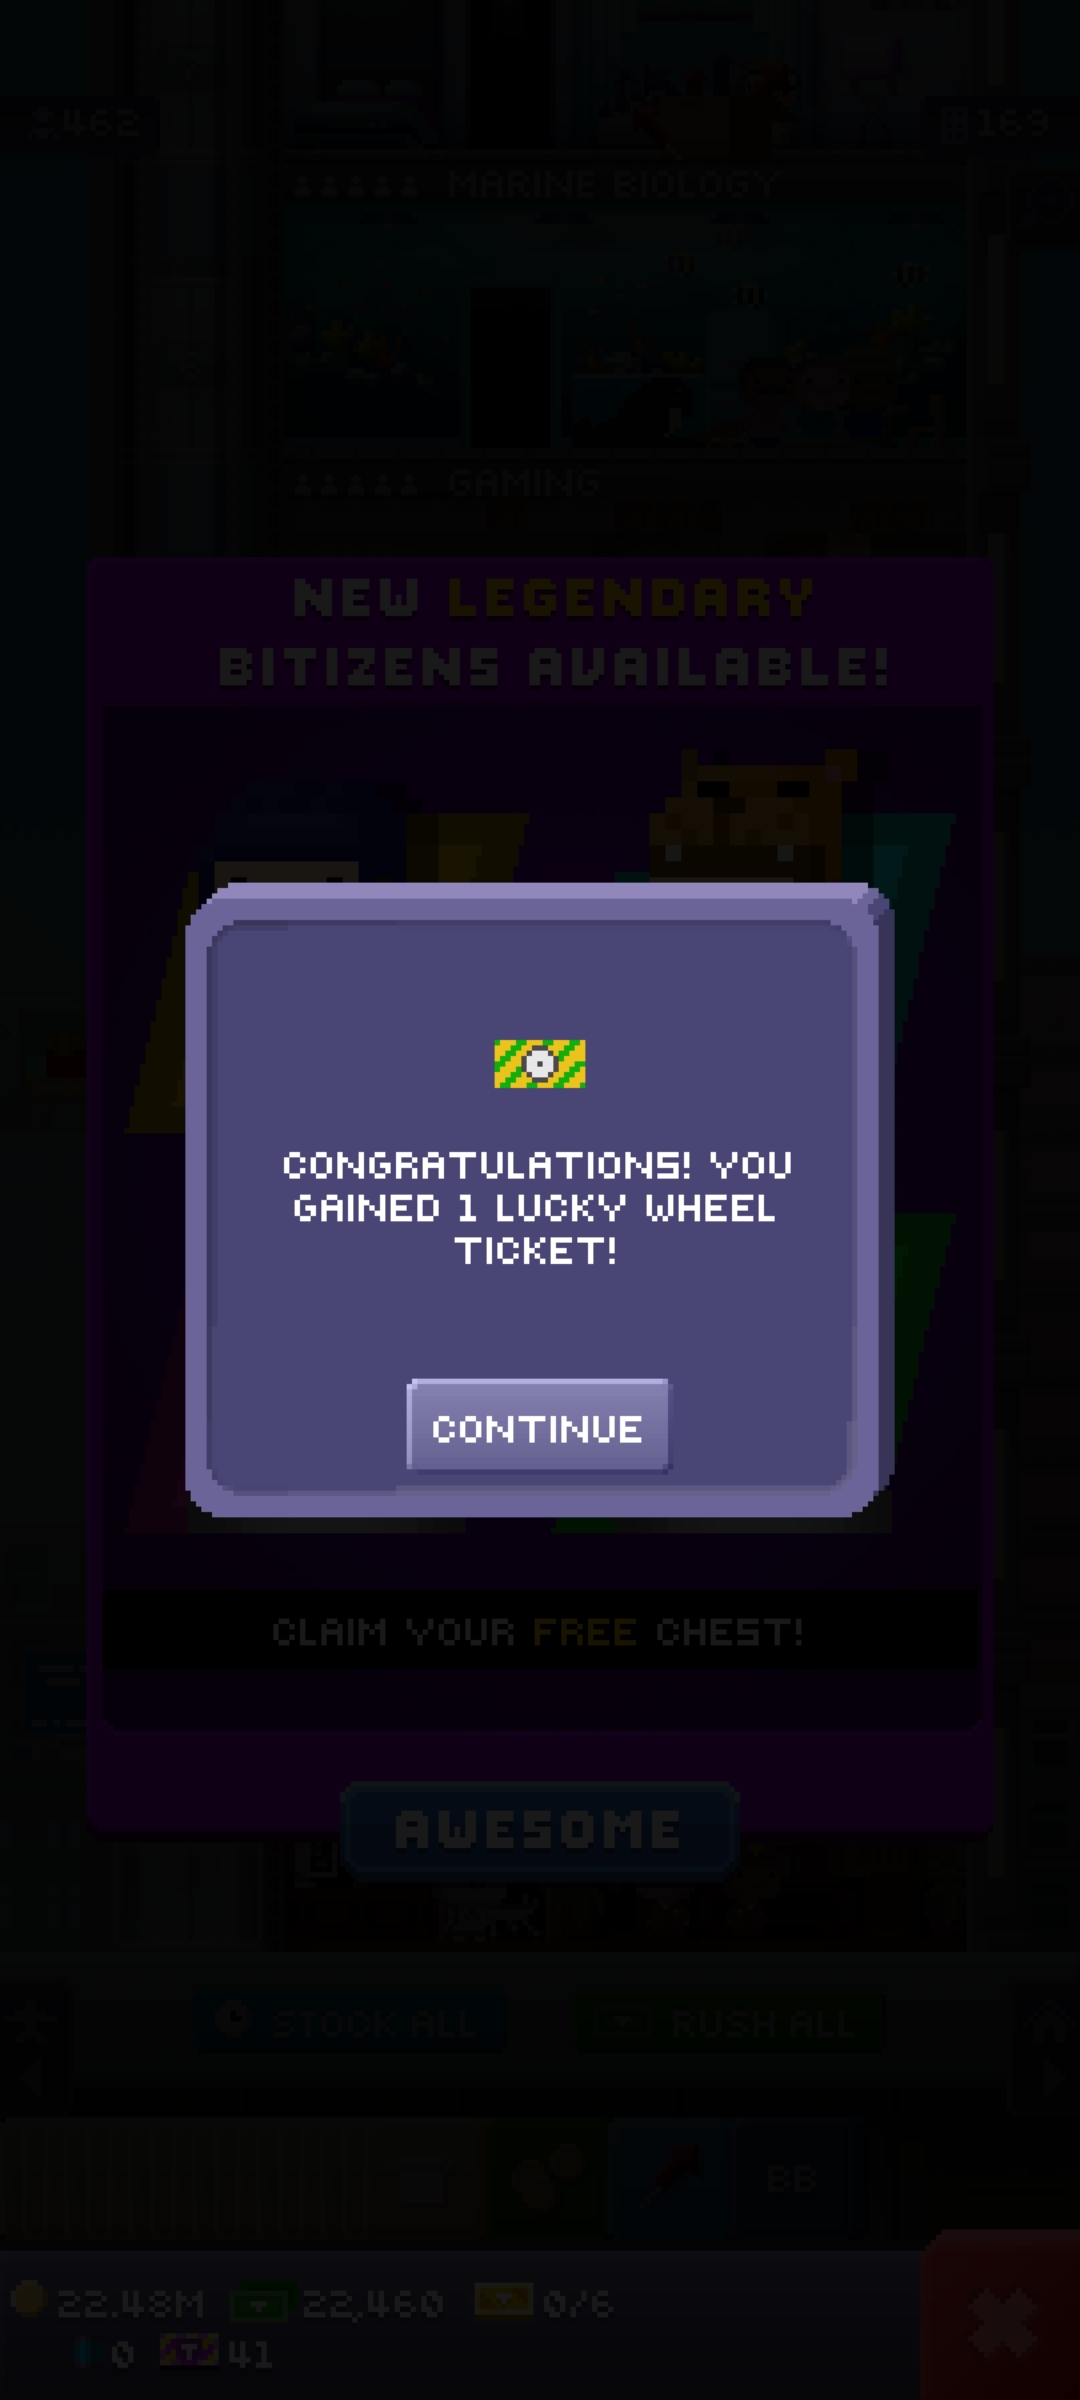 462
169
MARINE BIOLOGY
GAMING
NEW LEGENDARY
BITIZENS AVAILABLE!
CONGRATULATIONS! YOU
GAINED 1 LUCKY WHEEL
TICKET!
CONTINUE
CLAIM YOUR FREE CHEST!
AWESOME
STOCK ALL
RUSH ALL
BB
22.48M
22,460
0/6
0
41